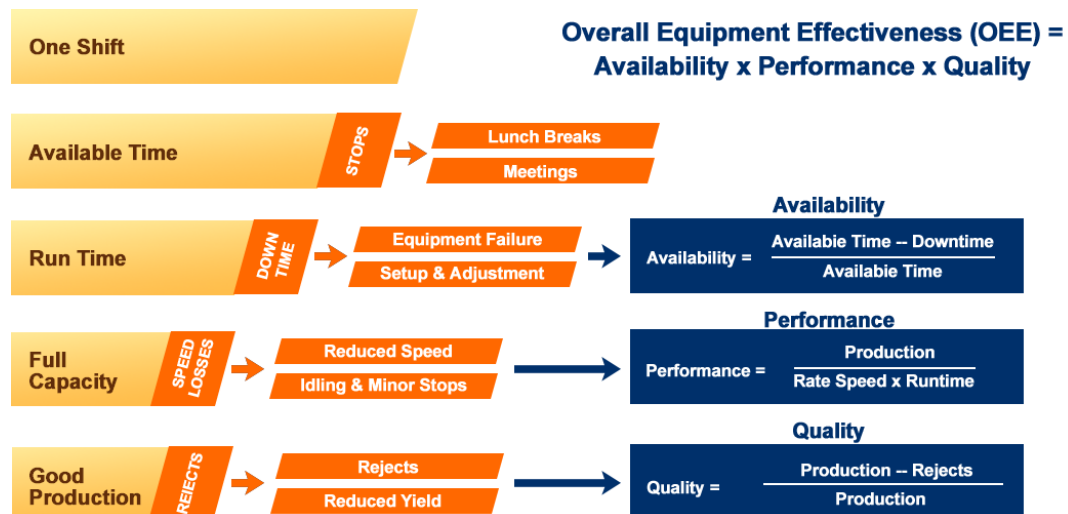 One Shift
Overall Equipment Effectiveness (OEE) =
Availability x Performance x Quality
Available Time
STOPS
Lunch Breaks
Meetings
Run Time
DOWN
TIME
Equipment Failure
Setup & Adjustment
Availability
Availability =
Available Time -- Downtime
Available Time
Full
Capacity
SPEED
LOSSES
Reduced Speed
Idling & Minor Stops
Performance
Performance =
Production
Rate Speed x Runtime
Good
Production
REJECTS
Rejects
Reduced Yield
Quality
Quality =
Production -- Rejects
Production